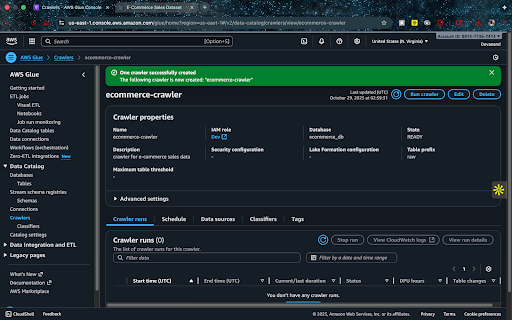 Crawlers - AWS Glue Console
E-Commerce Sales Dataset
us-east-1.console.aws.amazon.com/glue/home?region=us-east-1#/v2/data-catalog/crawlers/view/ecommerce-crawler
aws
Search
[Option+S]
United States (N. Virginia)
Devanand
AWS Glue
Crawlers
ecommerce-crawler
AWS Glue
Getting started
ETL jobs
Visual ETL
Notebooks
Job run monitoring
Data Catalog tables
Data connections
Workflows (orchestration)
Zero-ETL integrations New
Data Catalog
Databases
Tables
Stream schema registries
Schemas
Connections
Crawlers
Classifiers
Catalog settings
Data Integration and ETL
Legacy pages
What's New
Documentation
AWS Marketplace
One crawler successfully created
The following crawler is now created: "ecommerce-crawler"
ecommerce-crawler
Last updated (UTC)
October 29, 2025 at 02:59:51
Run crawler
Edit
Delete
Crawler properties
Name
ecommerce-crawler
IAM role
Dev
Database
ecommerce_db
State
READY
Description
crawler for e-commerce sales data
Security configuration
-
Lake Formation configuration
-
Table prefix
raw
Maximum table threshold
-
Advanced settings
Crawler runs
Schedule
Data sources
Classifiers
Tags
Crawler runs (0)
The list of crawler runs for this crawler.
Stop run
View CloudWatch logs
View run details
Filter data
Filter by a date and time range
1
Start time (UTC)
End time (UTC)
Current/last duration
Status
DPU hours
Table changes
You don't have any crawler runs.
CloudShell
Feedback
© 2025, Amazon Web Services, Inc. or its affiliates.
Privacy
Terms
Cookie preferences